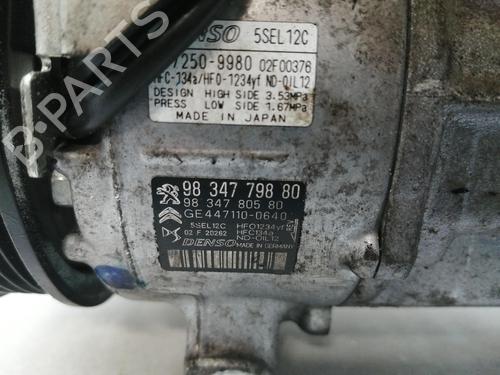 DENSO 5SEL12C
7250-9980 02F00376
HFC-134a/HFO-1234yf ND-OIL12
DESIGN HIGH SIDE 3.53MPa
PRESS LOW SIDE 1.67MPa
MADE IN JAPAN
98 347 798 80
98 347 805 80
GE447110-0640
5SEL12C HFO1234yf
02 F 20262 HFC134a
ND-OIL12
DENSO MADE IN GERMANY
B-PARTS